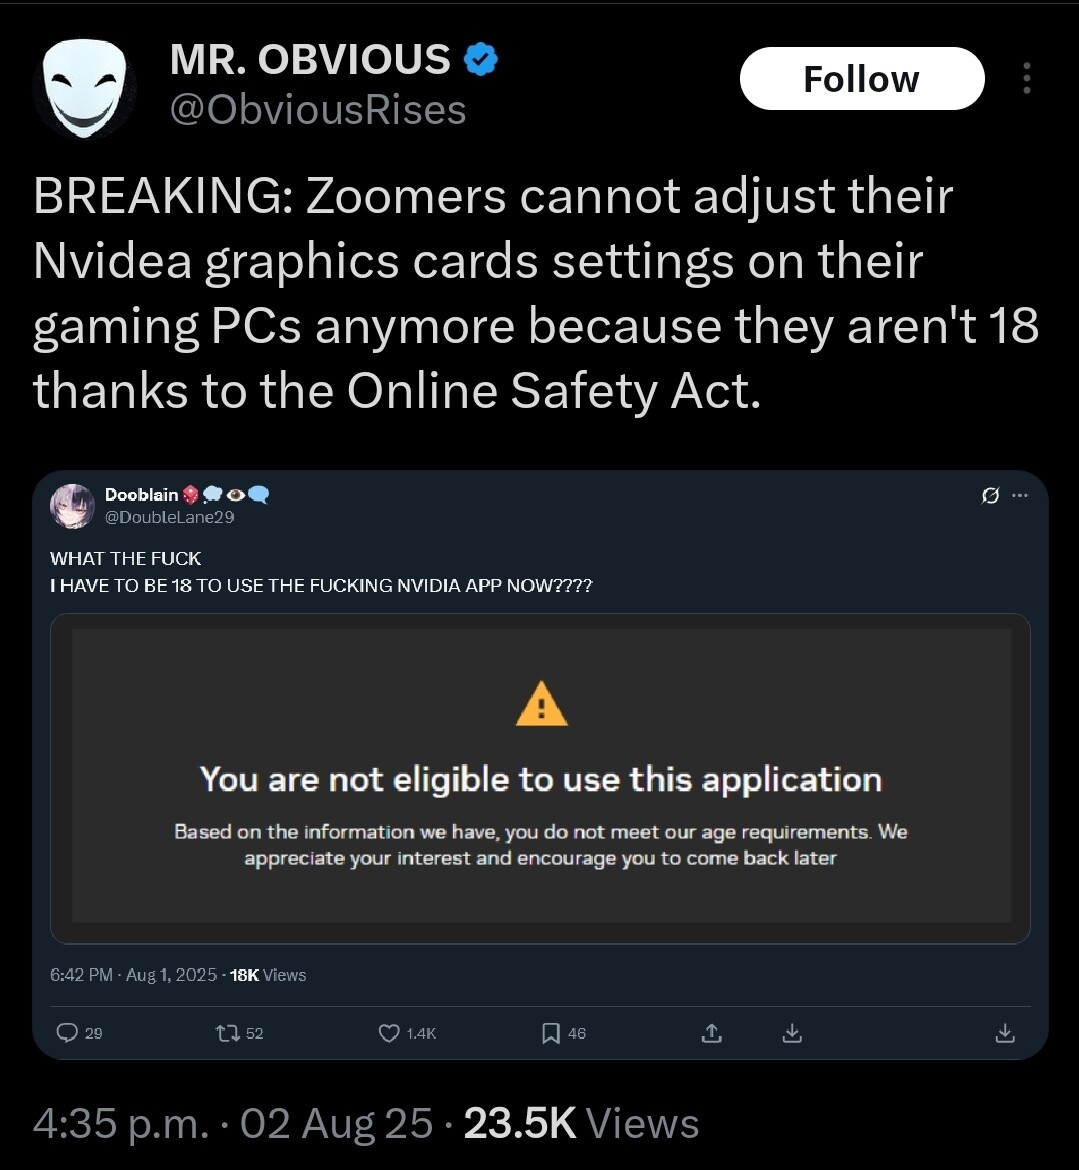 MR. OBVIOUS
@ObviousRises
Follow
BREAKING: Zoomers cannot adjust their
Nvidea graphics cards settings on their
gaming PCs anymore because they aren't 18
thanks to the Online Safety Act.
Dooblain
@DoubleLane29
WHAT THE FUCK
I HAVE TO BE 18 TO USE THE FUCKING NVIDIA APP NOW????
You are not eligible to use this application
Based on the information we have, you do not meet our age requirements. We
appreciate your interest and encourage you to come back later
6:42 PM · Aug 1, 2025 · 18K Views
29 52 1.4K 46
4:35 p.m. · 02 Aug 25 · 23.5K Views